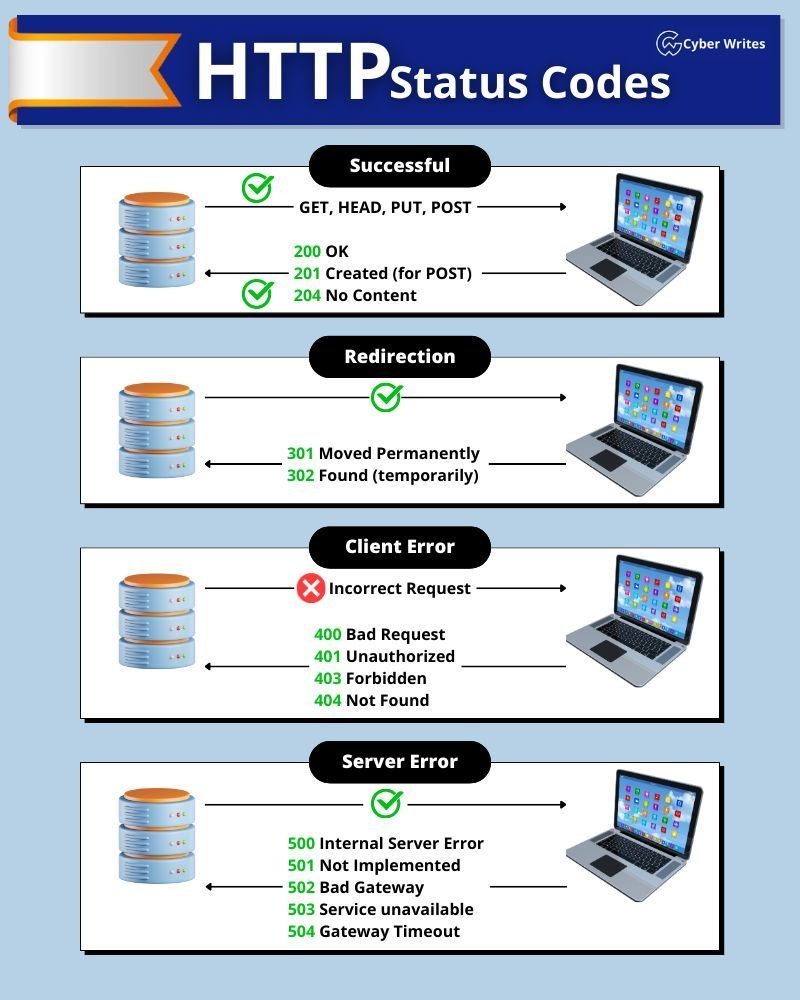 HTTP Status Codes
Cyber Writes
Successful
GET, HEAD, PUT, POST
200 OK
201 Created (for POST)
204 No Content
Redirection
301 Moved Permanently
302 Found (temporarily)
Client Error
Incorrect Request
400 Bad Request
401 Unauthorized
403 Forbidden
404 Not Found
Server Error
500 Internal Server Error
501 Not Implemented
502 Bad Gateway
503 Service unavailable
504 Gateway Timeout